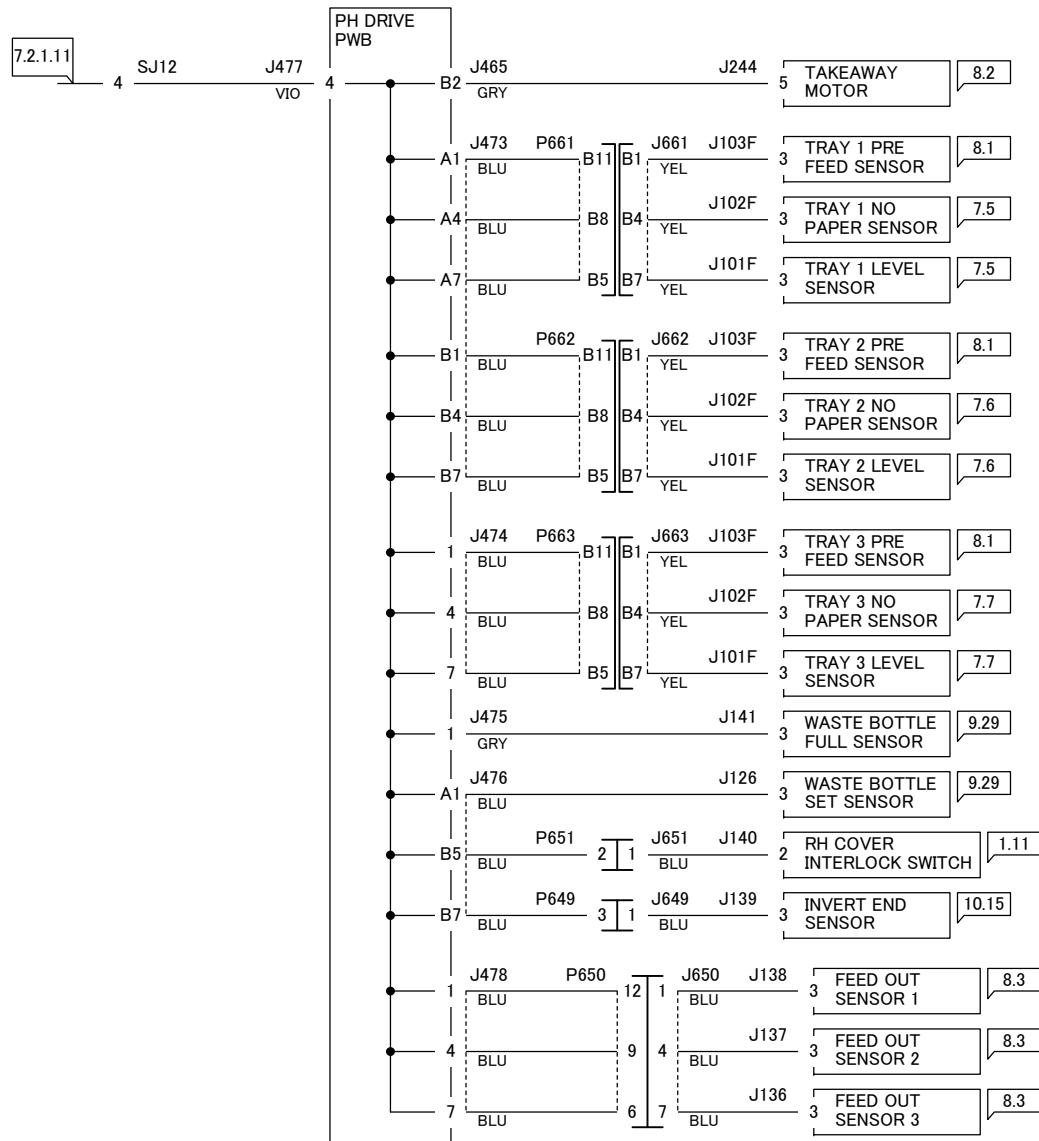 PH DRIVE
PWB
7.2.1.11
4 SJ12 J477 VIO 4
B2 J465 GRY J244 5 TAKEAWAY MOTOR 8.2
A1 J473 BLU P661 B11 B1 J661 YEL J103F 3 TRAY 1 PRE FEED SENSOR 8.1
A4 BLU B8 B4 YEL J102F 3 TRAY 1 NO PAPER SENSOR 7.5
A7 BLU B5 B7 YEL J101F 3 TRAY 1 LEVEL SENSOR 7.5
B1 BLU P662 B11 B1 J662 YEL J103F 3 TRAY 2 PRE FEED SENSOR 8.1
B4 BLU B8 B4 YEL J102F 3 TRAY 2 NO PAPER SENSOR 7.6
B7 BLU B5 B7 YEL J101F 3 TRAY 2 LEVEL SENSOR 7.6
1 J474 BLU P663 B11 B1 J663 YEL J103F 3 TRAY 3 PRE FEED SENSOR 8.1
4 BLU B8 B4 YEL J102F 3 TRAY 3 NO PAPER SENSOR 7.7
7 BLU B5 B7 YEL J101F 3 TRAY 3 LEVEL SENSOR 7.7
1 J475 GRY J141 3 WASTE BOTTLE FULL SENSOR 9.29
A1 J476 BLU J126 3 WASTE BOTTLE SET SENSOR 9.29
B5 BLU P651 2 1 J651 BLU J140 2 RH COVER INTERLOCK SWITCH 1.11
B7 BLU P649 3 1 J649 BLU J139 3 INVERT END SENSOR 10.15
1 J478 BLU P650 12 1 J650 BLU J138 3 FEED OUT SENSOR 1 8.3
4 BLU 9 4 BLU J137 3 FEED OUT SENSOR 2 8.3
7 BLU 6 7 BLU J136 3 FEED OUT SENSOR 3 8.3